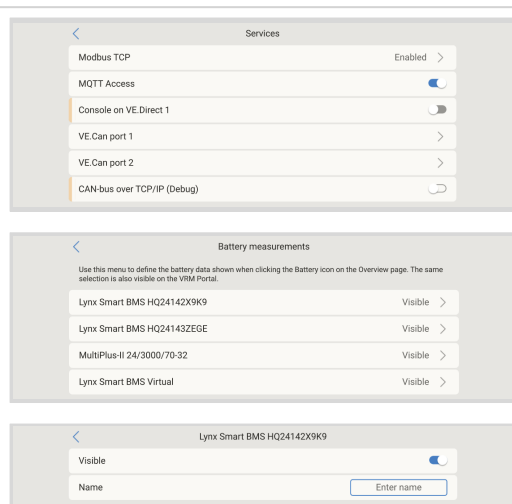 Services
Modbus TCP Enabled
MQTT Access
Console on VE.Direct 1
VE.Can port 1
VE.Can port 2
CAN-bus over TCP/IP (Debug)
Battery measurements
Use this menu to define the battery data shown when clicking the Battery icon on the Overview page. The same
selection is also visible on the VRM Portal.
Lynx Smart BMS HQ24142X9K9 Visible
Lynx Smart BMS HQ24143ZEGE Visible
MultiPlus-II 24/3000/70-32 Visible
Lynx Smart BMS Virtual Visible
Lynx Smart BMS HQ24142X9K9
Visible
Name Enter name